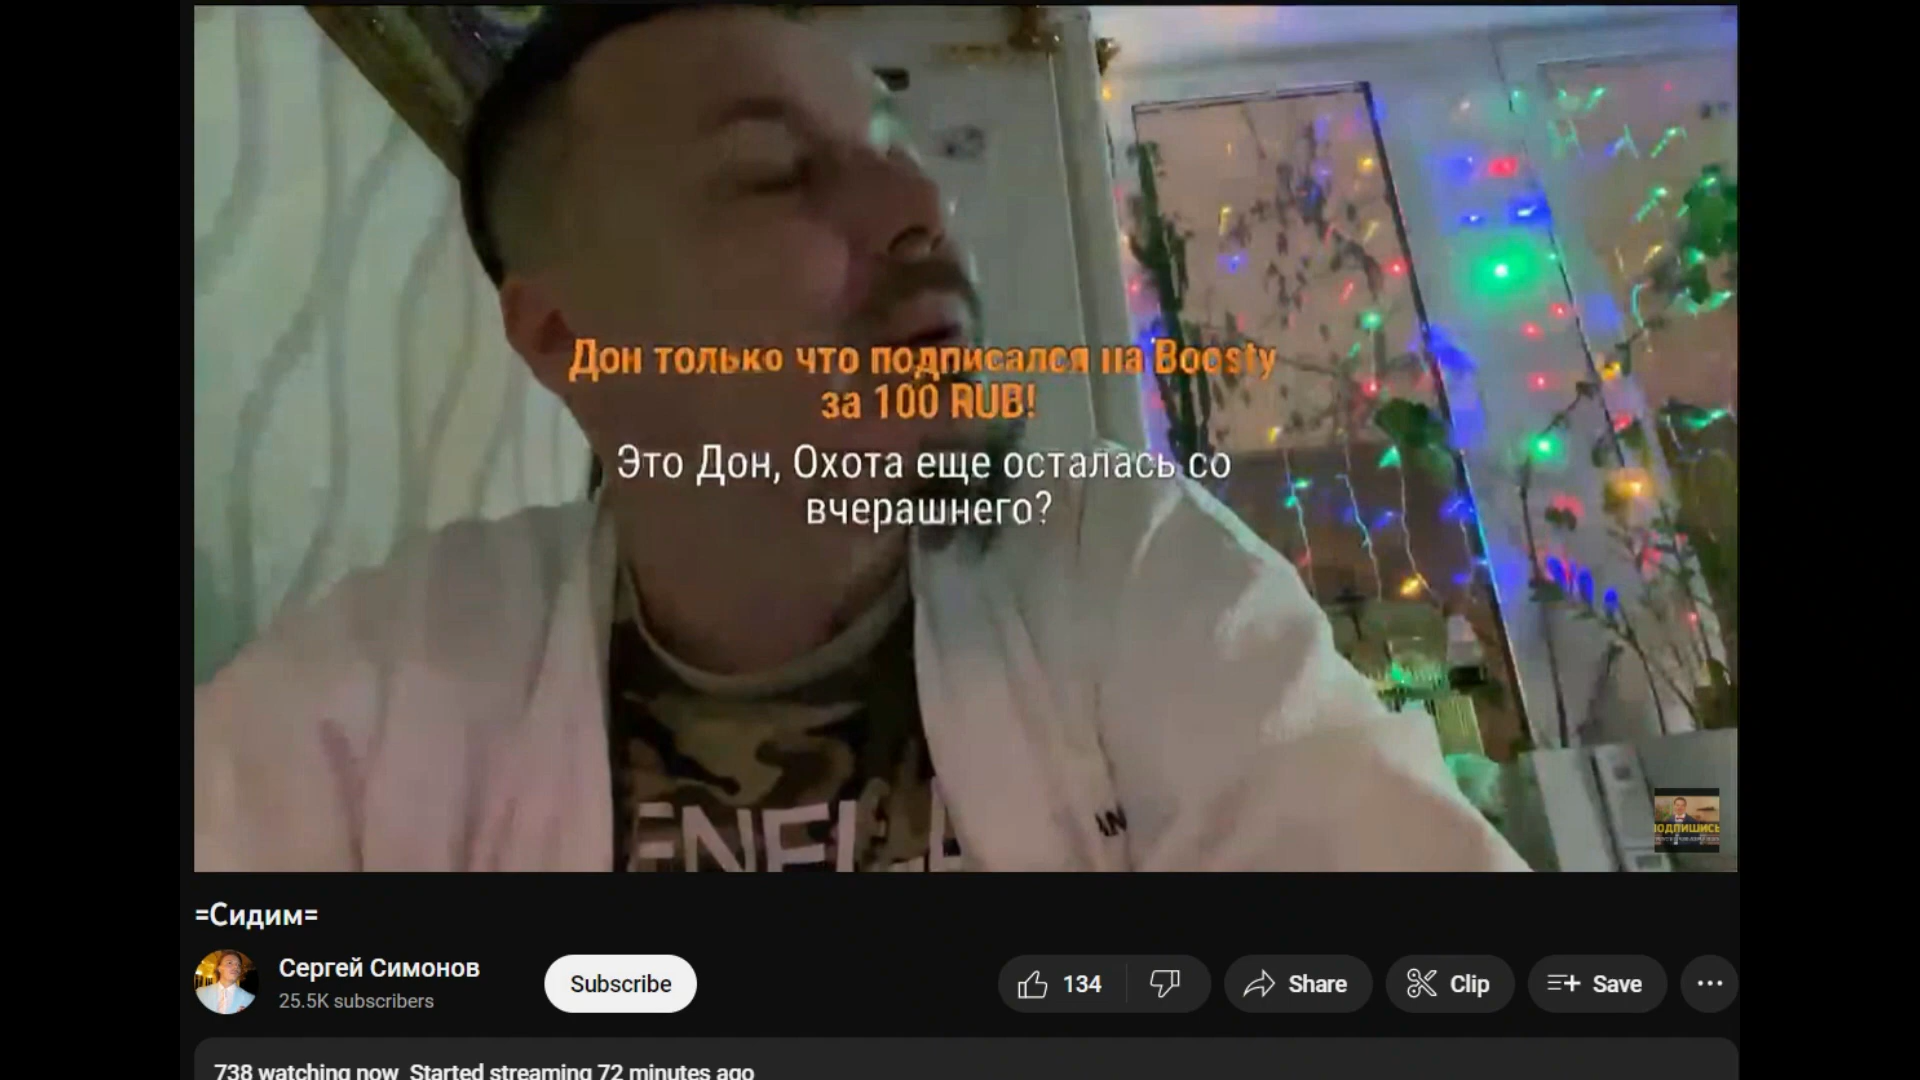 Дон только что подписался на Boosty
за 100 RUB!
Это Дон, Охота еще осталась со
вчерашнего?
ПОДПИШИСЬ
=Сидим=
Сергей Симонов
25.5K subscribers
Subscribe
134
Share
Clip
Save
738 watching now Started streaming 72 minutes ago